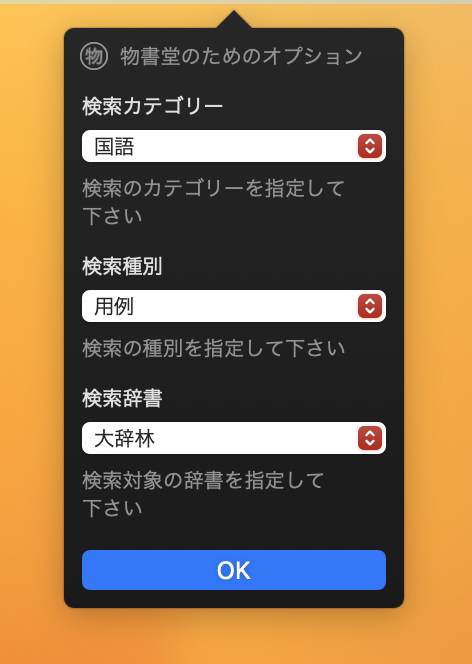 物 物書堂のためのオプション
検索カテゴリー
国語
検索のカテゴリーを指定して
下さい
検索種別
用例
検索の種別を指定して下さい
検索辞書
大辞林
検索対象の辞書を指定して
下さい
OK